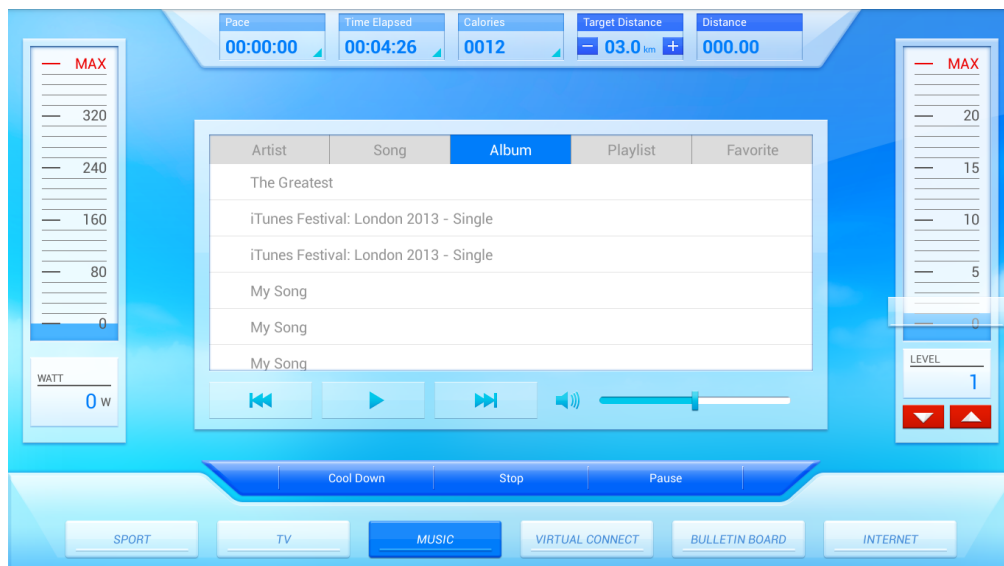 Pace
Time Elapsed
Calories
Target Distance
Distance
00:00:00
00:04:26
0012
03.0 km
000.00
MAX
320
240
160
80
0
WATT
0 W
Artist
Song
Album
Playlist
Favorite
The Greatest
iTunes Festival: London 2013 - Single
iTunes Festival: London 2013 - Single
My Song
My Song
My Song
MAX
20
15
10
5
0
LEVEL
1
Cool Down
Stop
Pause
SPORT
TV
MUSIC
VIRTUAL CONNECT
BULLETIN BOARD
INTERNET